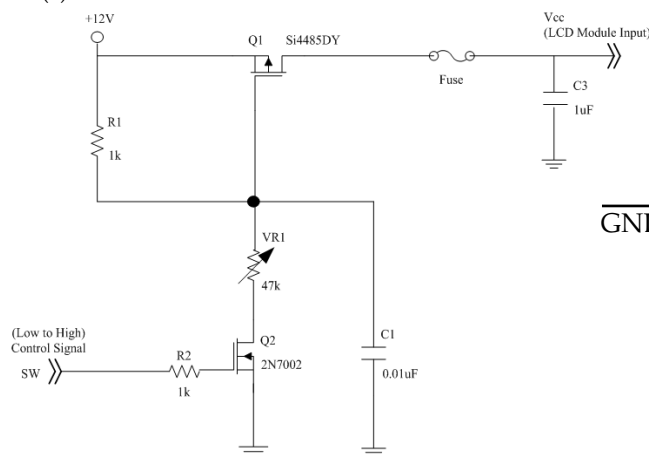 +12V
Q1
Si4485DY
Vcc
(LCD Module Input)
Fuse
C3
1uF
R1
1k
VR1
47k
(Low to High)
Control Signal
SW
R2
1k
Q2
2N7002
C1
0.01uF